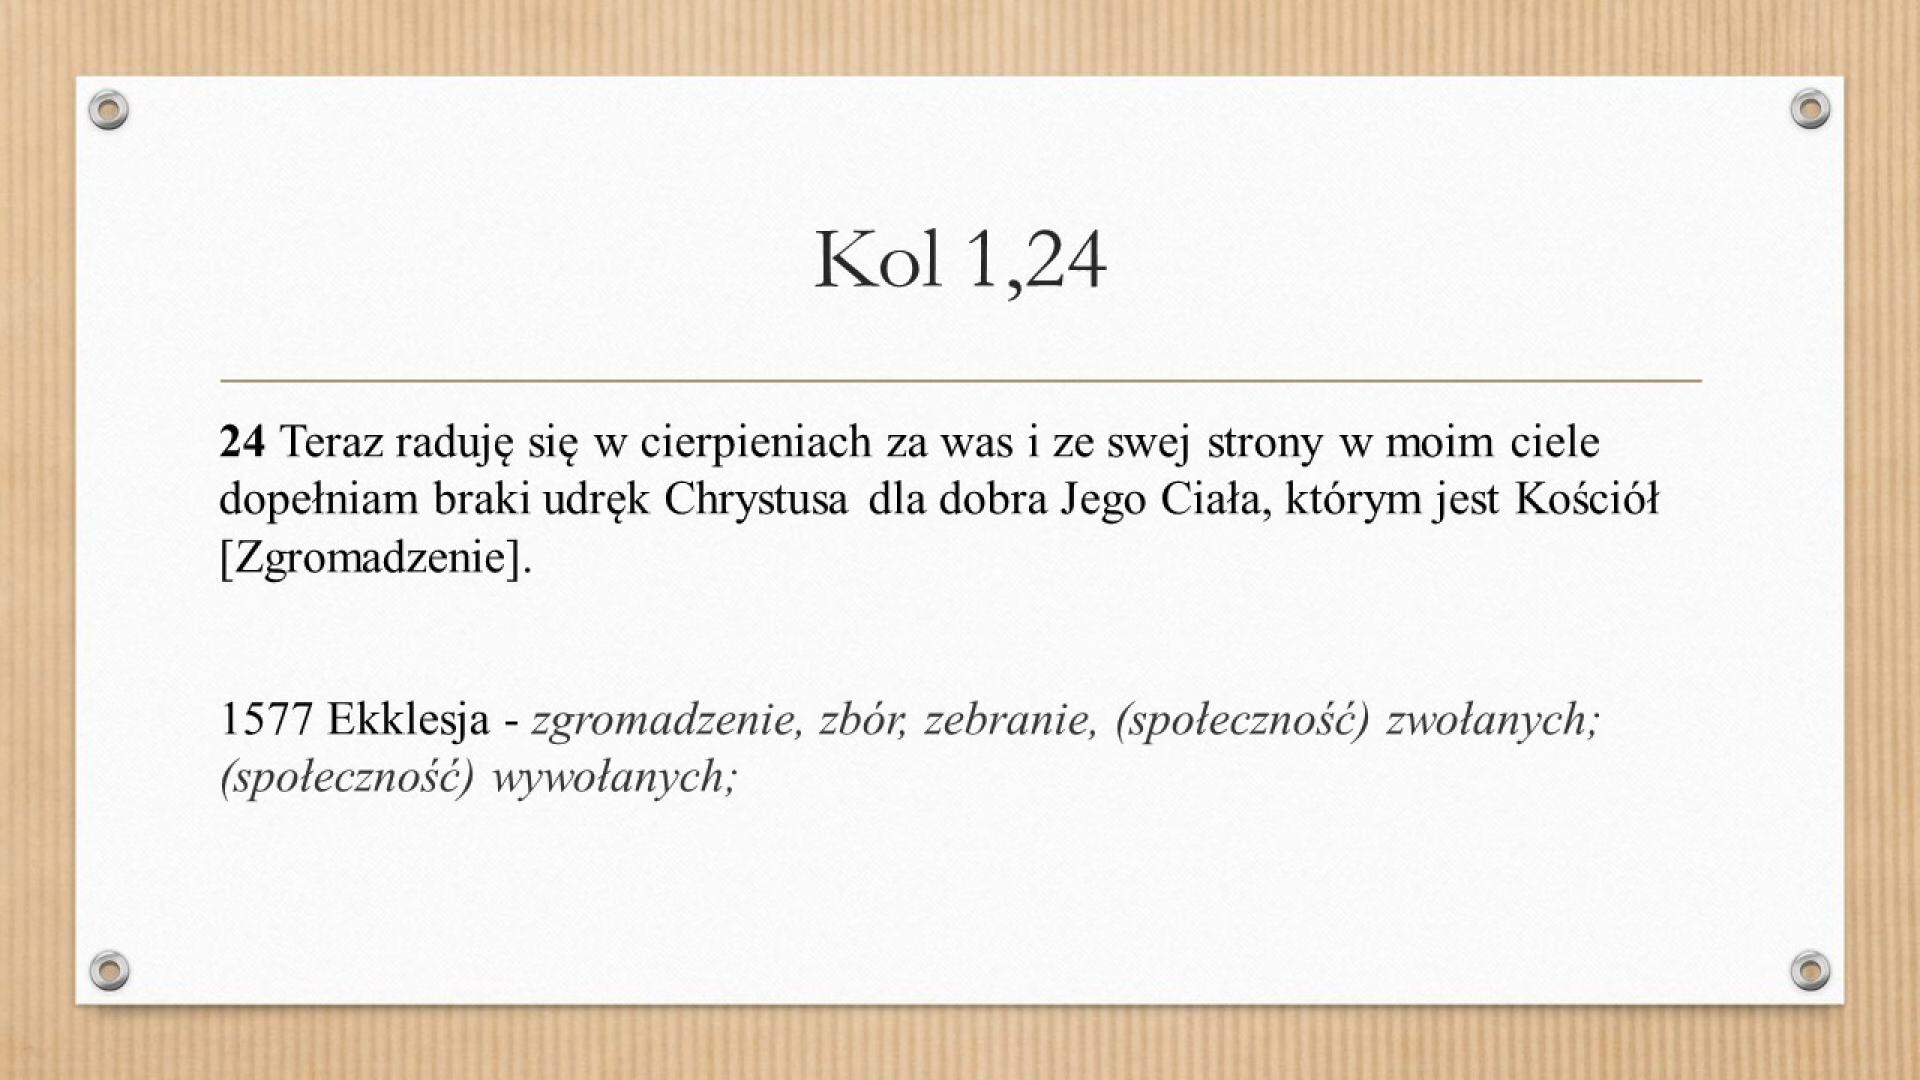 Kol 1,24
24 Teraz raduję się w cierpieniach za was i ze swej strony w moim ciele
dopełniam braki udręk Chrystusa dla dobra Jego Ciała, którym jest Kościół
[Zgromadzenie].
1577 Ekklesja - zgromadzenie, zbór, zebranie, (społeczność) zwołanych;
(społeczność) wywołanych;